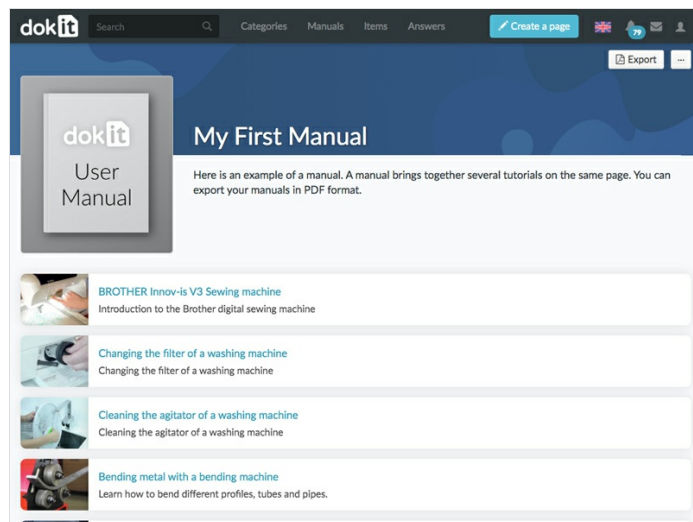 dokit
Search
Categories
Manuals
Items
Answers
Create a page
79
Export
...
dokit
User
Manual
My First Manual
Here is an example of a manual. A manual brings together several tutorials on the same page. You can
export your manuals in PDF format.
BROTHER Innov-is V3 Sewing machine
Introduction to the Brother digital sewing machine
Changing the filter of a washing machine
Changing the filter of a washing machine
Cleaning the agitator of a washing machine
Cleaning the agitator of a washing machine
Bending metal with a bending machine
Learn how to bend different profiles, tubes and pipes.